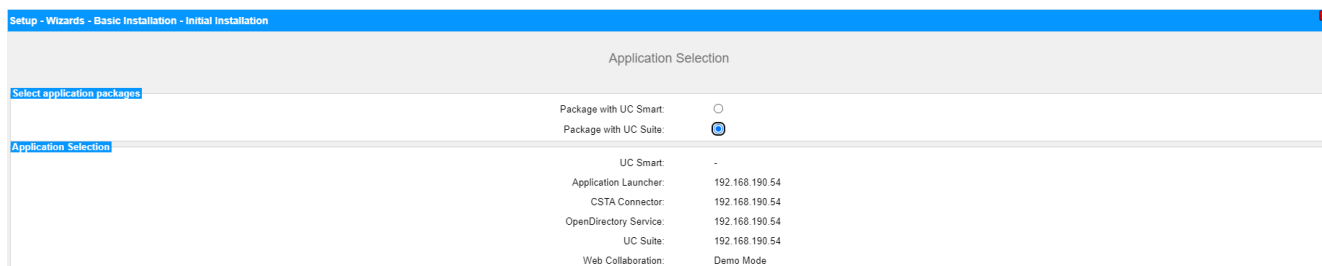 Setup - Wizards - Basic Installation - Initial Installation
Application Selection
Select application packages
Package with UC Smart:
Package with UC Suite:
Application Selection
UC Smart: -
Application Launcher: 192.168.190.54
CSTA Connector: 192.168.190.54
OpenDirectory Service: 192.168.190.54
UC Suite: 192.168.190.54
Web Collaboration: Demo Mode